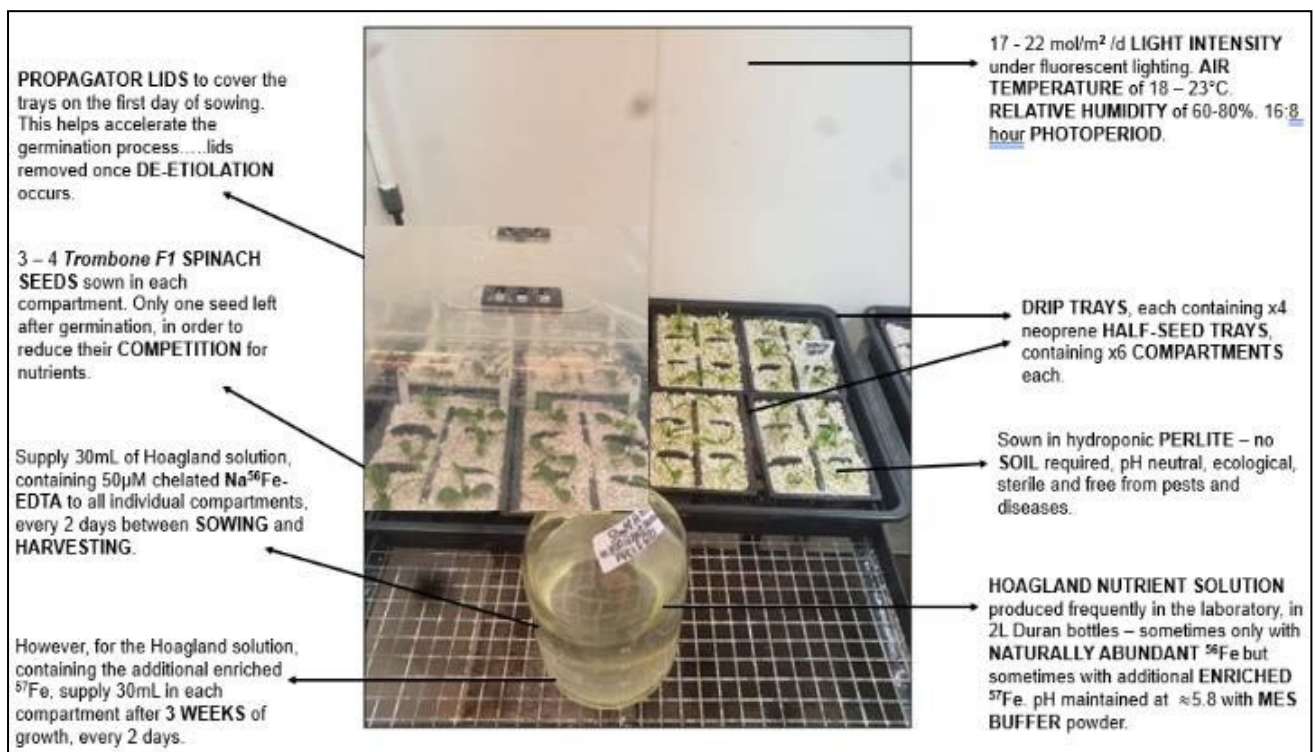 PROPAGATOR LIDS to cover the
trays on the first day of sowing.
This helps accelerate the
germination process.....lids
removed once DE-ETIOLATION
occurs.
3 – 4 Trombone F1 SPINACH
SEEDS sown in each
compartment. Only one seed left
after germination, in order to
reduce their COMPETITION for
nutrients.
Supply 30mL of Hoagland solution,
containing 50µM chelated Na⁵⁶Fe-
EDTA to all individual compartments,
every 2 days between SOWING and
HARVESTING.
However, for the Hoagland solution,
containing the additional enriched
⁵⁷Fe, supply 30mL in each
compartment after 3 WEEKS of
growth, every 2 days.
17 - 22 mol/m² /d LIGHT INTENSITY
under fluorescent lighting. AIR
TEMPERATURE of 18 – 23°C.
RELATIVE HUMIDITY of 60-80%. 16:8
hour PHOTOPERIOD.
DRIP TRAYS, each containing x4
neoprene HALF-SEED TRAYS,
containing x6 COMPARTMENTS
each.
Sown in hydroponic PERLITE – no
SOIL required, pH neutral, ecological,
sterile and free from pests and
diseases.
HOAGLAND NUTRIENT SOLUTION
produced frequently in the laboratory, in
2L Duran bottles – sometimes only with
NATURALLY ABUNDANT ⁵⁶Fe but
sometimes with additional ENRICHED
⁵⁷Fe. pH maintained at ≈5.8 with MES
BUFFER powder.